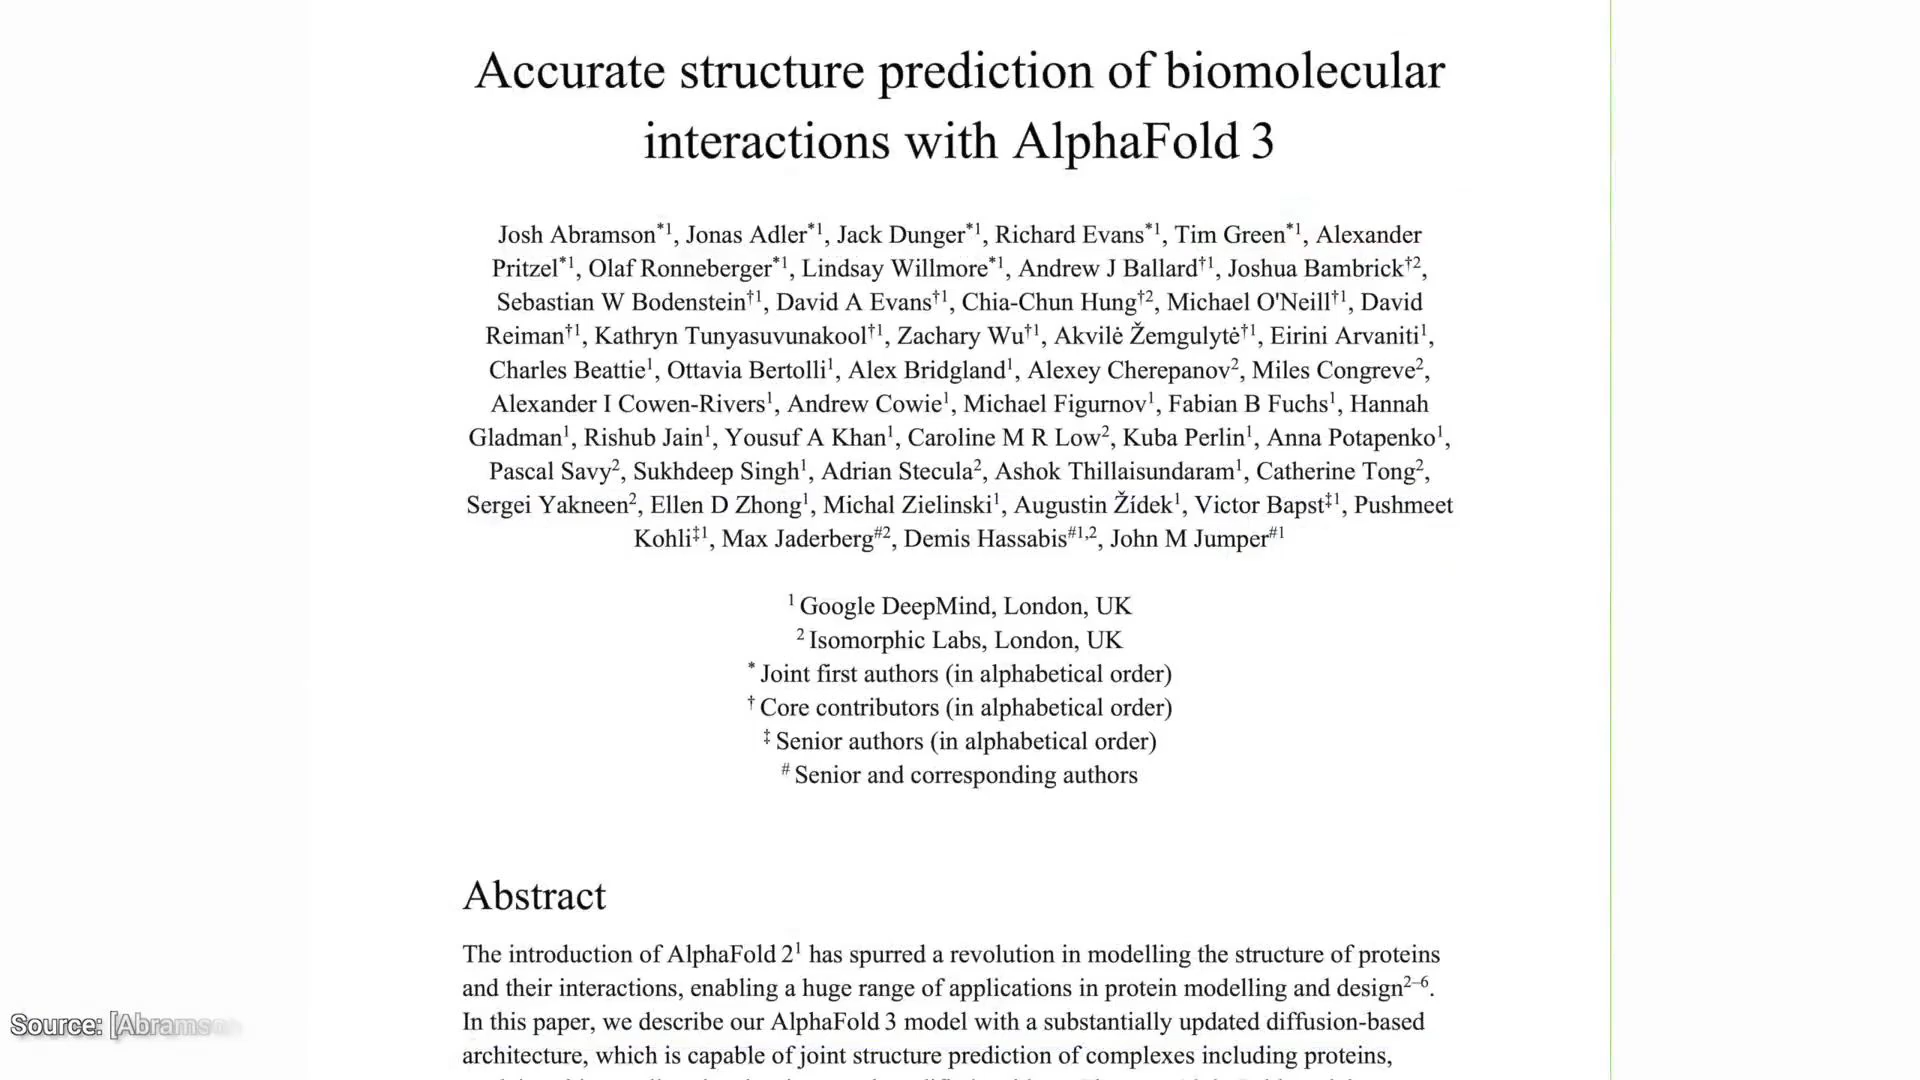 Accurate structure prediction of biomolecular
interactions with AlphaFold 3
Josh Abramson*1, Jonas Adler*1, Jack Dunger*1, Richard Evans*1, Tim Green*1, Alexander
Pritzel*1, Olaf Ronneberger*1, Lindsay Willmore*1, Andrew J Ballard†1, Joshua Bambrick†2,
Sebastian W Bodenstein†1, David A Evans†1, Chia-Chun Hung†2, Michael O'Neill†1, David
Reiman†1, Kathryn Tunyasuvunakool†1, Zachary Wu†1, Akvilė Žemgulytė†1, Eirini Arvaniti1,
Charles Beattie1, Ottavia Bertolli1, Alex Bridgland1, Alexey Cherepanov2, Miles Congreve2,
Alexander I Cowen-Rivers1, Andrew Cowie1, Michael Figurnov1, Fabian B Fuchs1, Hannah
Gladman1, Rishub Jain1, Yousuf A Khan1, Caroline M R Low2, Kuba Perlin1, Anna Potapenko1,
Pascal Savy2, Sukhdeep Singh1, Adrian Stecula2, Ashok Thillaisundaram1, Catherine Tong2,
Sergei Yakneen2, Ellen D Zhong1, Michal Zielinski1, Augustin Žídek1, Victor Bapst‡1, Pushmeet
Kohli‡1, Max Jaderberg#2, Demis Hassabis#1,2, John M Jumper#1
1 Google DeepMind, London, UK
2 Isomorphic Labs, London, UK
* Joint first authors (in alphabetical order)
† Core contributors (in alphabetical order)
‡ Senior authors (in alphabetical order)
# Senior and corresponding authors
Abstract
The introduction of AlphaFold 21 has spurred a revolution in modelling the structure of proteins
and their interactions, enabling a huge range of applications in protein modelling and design2–6.
In this paper, we describe our AlphaFold 3 model with a substantially updated diffusion-based
architecture, which is capable of joint structure prediction of complexes including proteins,
Source: [Abramson